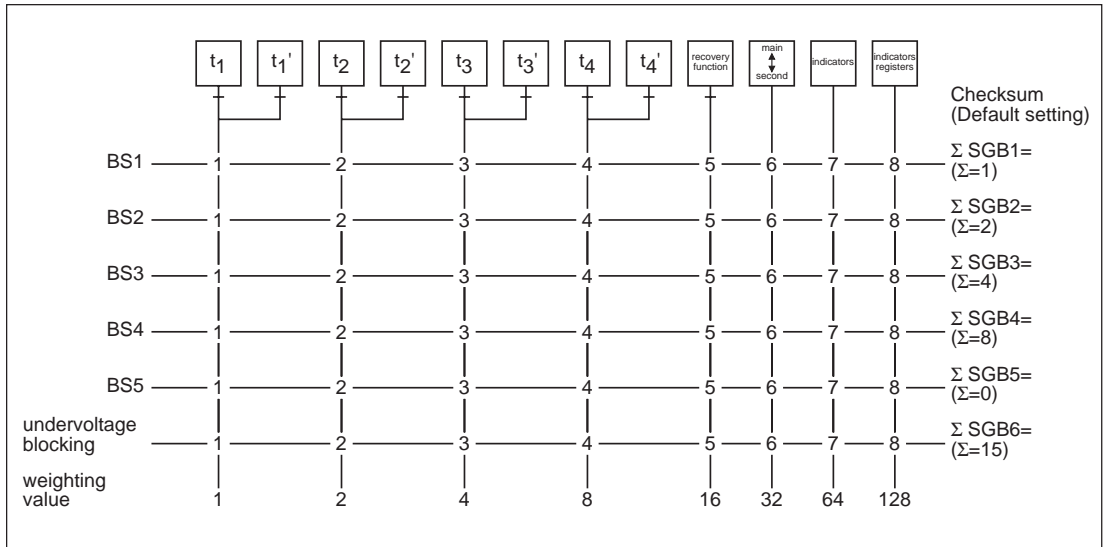 t1 t1' t2 t2' t3 t3' t4 t4' recovery function main second indicators indicators registers
Checksum
(Default setting)
BS1 1 2 3 4 5 6 7 8 Σ SGB1=
(Σ=1)
BS2 1 2 3 4 5 6 7 8 Σ SGB2=
(Σ=2)
BS3 1 2 3 4 5 6 7 8 Σ SGB3=
(Σ=4)
BS4 1 2 3 4 5 6 7 8 Σ SGB4=
(Σ=8)
BS5 1 2 3 4 5 6 7 8 Σ SGB5=
(Σ=0)
undervoltage
blocking 1 2 3 4 5 6 7 8 Σ SGB6=
(Σ=15)
weighting
value 1 2 4 8 16 32 64 128